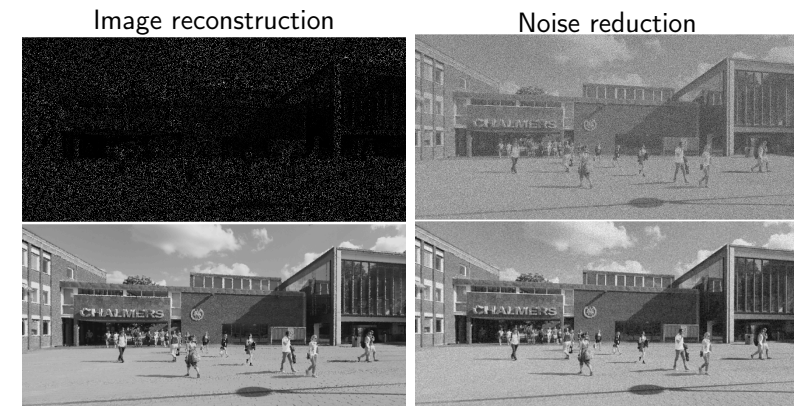 Image reconstruction
Noise reduction
CHALMERS
CHALMERS
CHALMERS